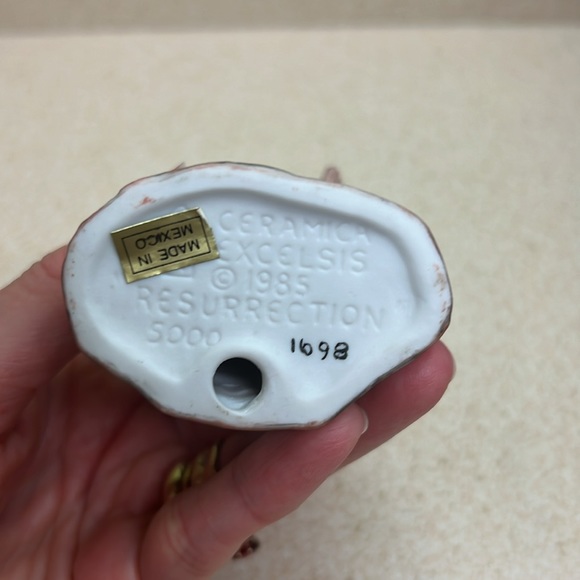 CERAMICA
EXCELSIS
© 1985
RESURRECTION
5000
1698
MADE IN
MEXICO